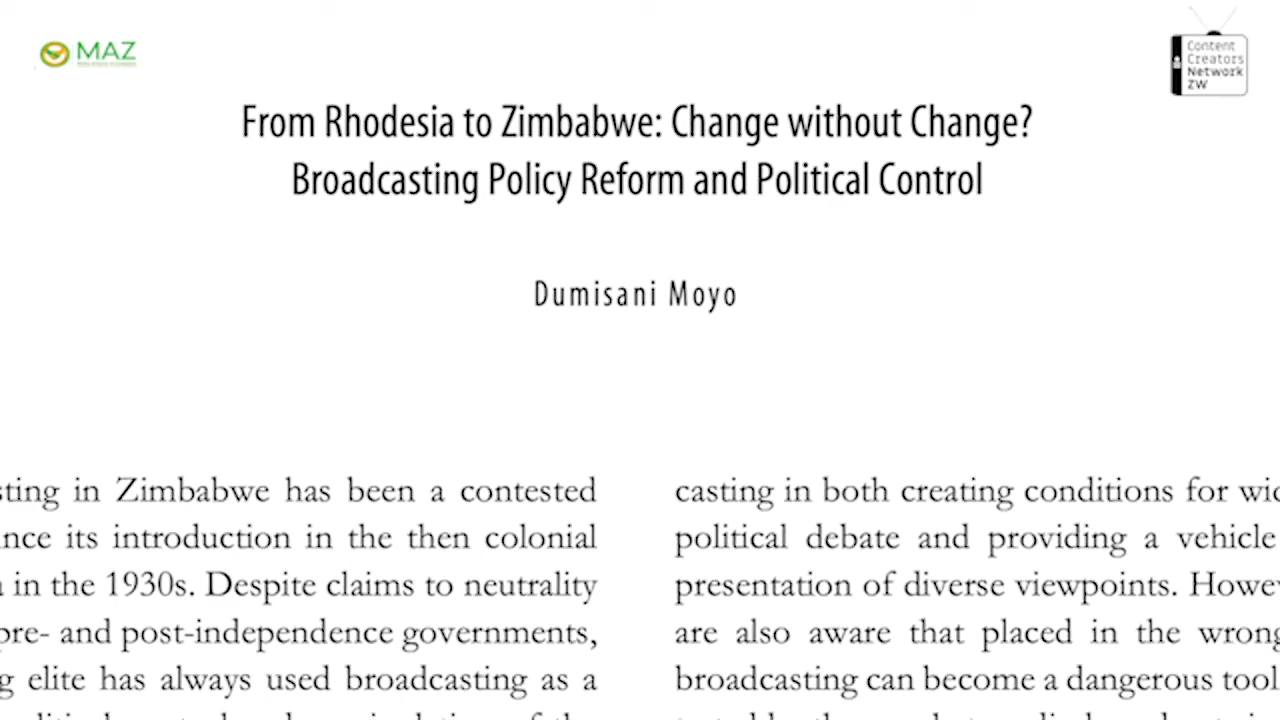 MAZ
Content
Creators
Network
ZW
From Rhodesia to Zimbabwe: Change without Change?
Broadcasting Policy Reform and Political Control
Dumisani Moyo
sting in Zimbabwe has been a contested
nce its introduction in the then colonial
in the 1930s. Despite claims to neutrality
pre- and post-independence governments,
g elite has always used broadcasting as a
casting in both creating conditions for wid
political debate and providing a vehicle
presentation of diverse viewpoints. Howev
are also aware that placed in the wrong
broadcasting can become a dangerous tool